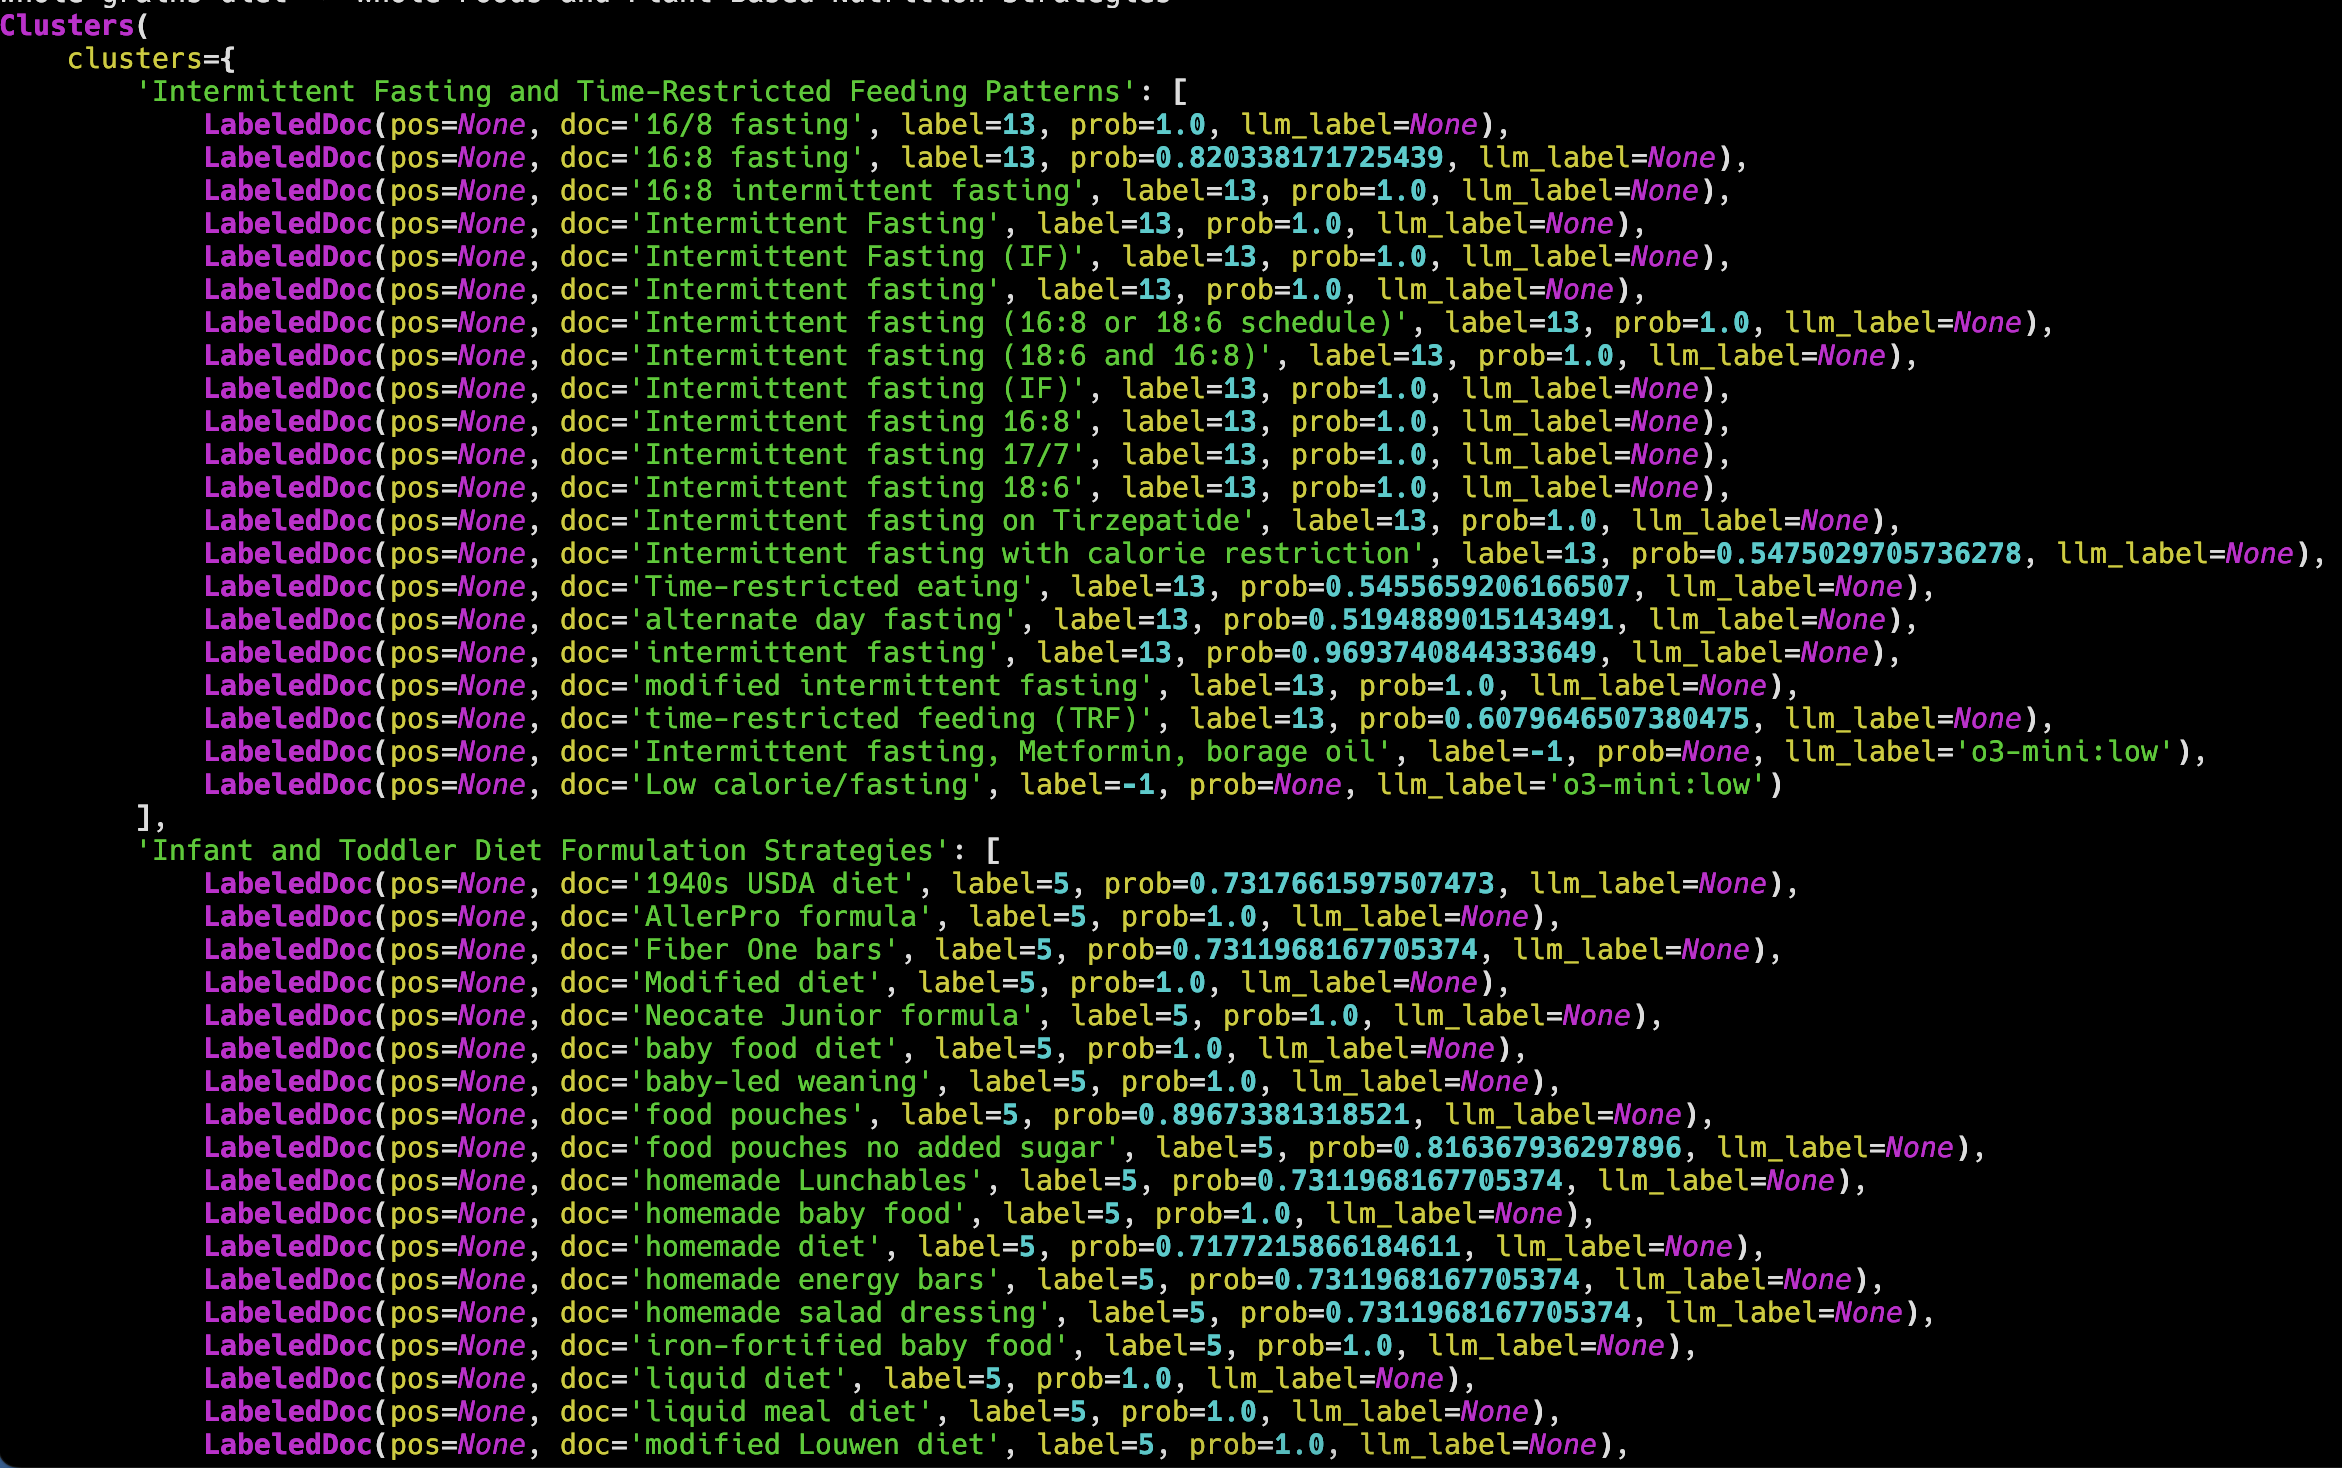 whole grains diet -> Whole Foods and Plant-Based Nutrition Strategies
Clusters(
    clusters={
        'Intermittent Fasting and Time-Restricted Feeding Patterns': [
            LabeledDoc(pos=None, doc='16/8 fasting', label=13, prob=1.0, llm_label=None),
            LabeledDoc(pos=None, doc='16:8 fasting', label=13, prob=0.820338171725439, llm_label=None),
            LabeledDoc(pos=None, doc='16:8 intermittent fasting', label=13, prob=1.0, llm_label=None),
            LabeledDoc(pos=None, doc='Intermittent Fasting', label=13, prob=1.0, llm_label=None),
            LabeledDoc(pos=None, doc='Intermittent Fasting (IF)', label=13, prob=1.0, llm_label=None),
            LabeledDoc(pos=None, doc='Intermittent fasting', label=13, prob=1.0, llm_label=None),
            LabeledDoc(pos=None, doc='Intermittent fasting (16:8 or 18:6 schedule)', label=13, prob=1.0, llm_label=None),
            LabeledDoc(pos=None, doc='Intermittent fasting (18:6 and 16:8)', label=13, prob=1.0, llm_label=None),
            LabeledDoc(pos=None, doc='Intermittent fasting (IF)', label=13, prob=1.0, llm_label=None),
            LabeledDoc(pos=None, doc='Intermittent fasting 16:8', label=13, prob=1.0, llm_label=None),
            LabeledDoc(pos=None, doc='Intermittent fasting 17/7', label=13, prob=1.0, llm_label=None),
            LabeledDoc(pos=None, doc='Intermittent fasting 18:6', label=13, prob=1.0, llm_label=None),
            LabeledDoc(pos=None, doc='Intermittent fasting on Tirzepatide', label=13, prob=1.0, llm_label=None),
            LabeledDoc(pos=None, doc='Intermittent fasting with calorie restriction', label=13, prob=0.5475029705736278, llm_label=None),
            LabeledDoc(pos=None, doc='Time-restricted eating', label=13, prob=0.5455659206166507, llm_label=None),
            LabeledDoc(pos=None, doc='alternate day fasting', label=13, prob=0.5194889015143491, llm_label=None),
            LabeledDoc(pos=None, doc='intermittent fasting', label=13, prob=0.9693740844333649, llm_label=None),
            LabeledDoc(pos=None, doc='modified intermittent fasting', label=13, prob=1.0, llm_label=None),
            LabeledDoc(pos=None, doc='time-restricted feeding (TRF)', label=13, prob=0.6079646507380475, llm_label=None),
            LabeledDoc(pos=None, doc='Intermittent fasting, Metformin, borage oil', label=-1, prob=None, llm_label='o3-mini:low'),
            LabeledDoc(pos=None, doc='Low calorie/fasting', label=-1, prob=None, llm_label='o3-mini:low')
        ],
        'Infant and Toddler Diet Formulation Strategies': [
            LabeledDoc(pos=None, doc='1940s USDA diet', label=5, prob=0.7317661597507473, llm_label=None),
            LabeledDoc(pos=None, doc='AllerPro formula', label=5, prob=1.0, llm_label=None),
            LabeledDoc(pos=None, doc='Fiber One bars', label=5, prob=0.7311968167705374, llm_label=None),
            LabeledDoc(pos=None, doc='Modified diet', label=5, prob=1.0, llm_label=None),
            LabeledDoc(pos=None, doc='Neocate Junior formula', label=5, prob=1.0, llm_label=None),
            LabeledDoc(pos=None, doc='baby food diet', label=5, prob=1.0, llm_label=None),
            LabeledDoc(pos=None, doc='baby-led weaning', label=5, prob=1.0, llm_label=None),
            LabeledDoc(pos=None, doc='food pouches', label=5, prob=0.89673381318521, llm_label=None),
            LabeledDoc(pos=None, doc='food pouches no added sugar', label=5, prob=0.816367936297896, llm_label=None),
            LabeledDoc(pos=None, doc='homemade Lunchables', label=5, prob=0.7311968167705374, llm_label=None),
            LabeledDoc(pos=None, doc='homemade baby food', label=5, prob=1.0, llm_label=None),
            LabeledDoc(pos=None, doc='homemade diet', label=5, prob=0.7177215866184611, llm_label=None),
            LabeledDoc(pos=None, doc='homemade energy bars', label=5, prob=0.7311968167705374, llm_label=None),
            LabeledDoc(pos=None, doc='homemade salad dressing', label=5, prob=0.7311968167705374, llm_label=None),
            LabeledDoc(pos=None, doc='iron-fortified baby food', label=5, prob=1.0, llm_label=None),
            LabeledDoc(pos=None, doc='liquid diet', label=5, prob=1.0, llm_label=None),
            LabeledDoc(pos=None, doc='liquid meal diet', label=5, prob=1.0, llm_label=None),
            LabeledDoc(pos=None, doc='modified Louwen diet', label=5, prob=1.0, llm_label=None),